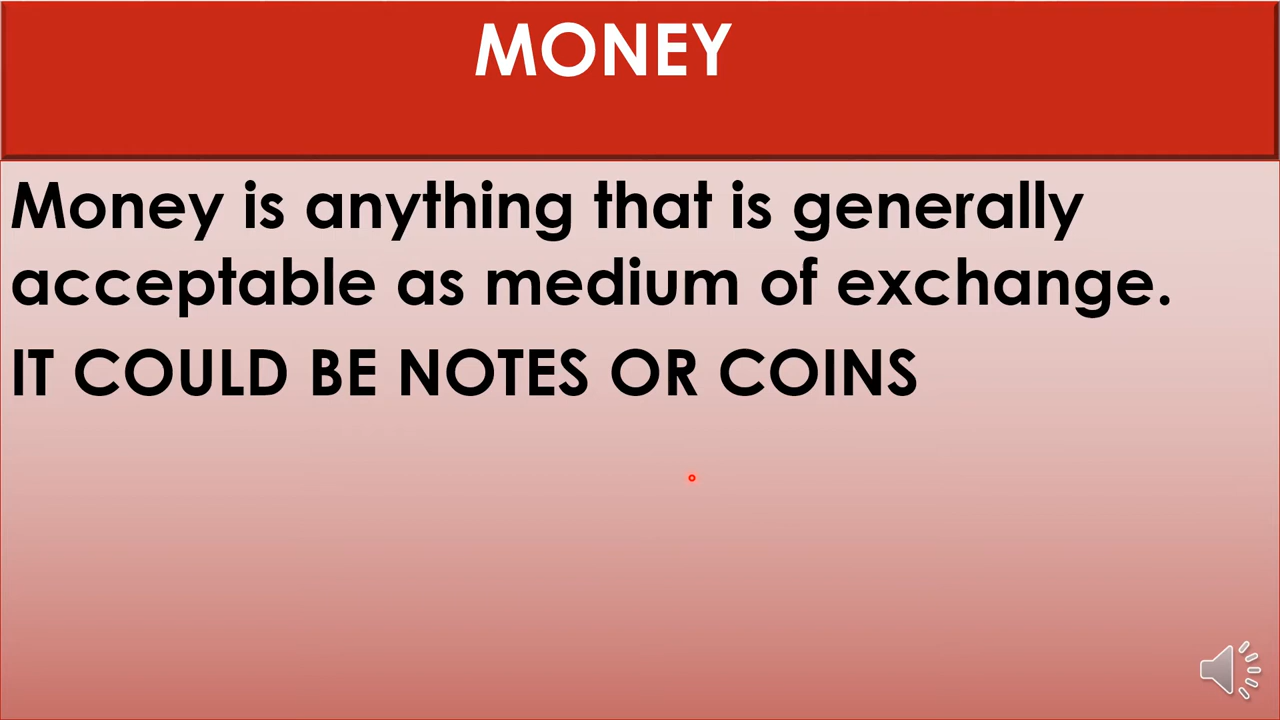 MONEY
Money is anything that is generally
acceptable as medium of exchange.
IT COULD BE NOTES OR COINS